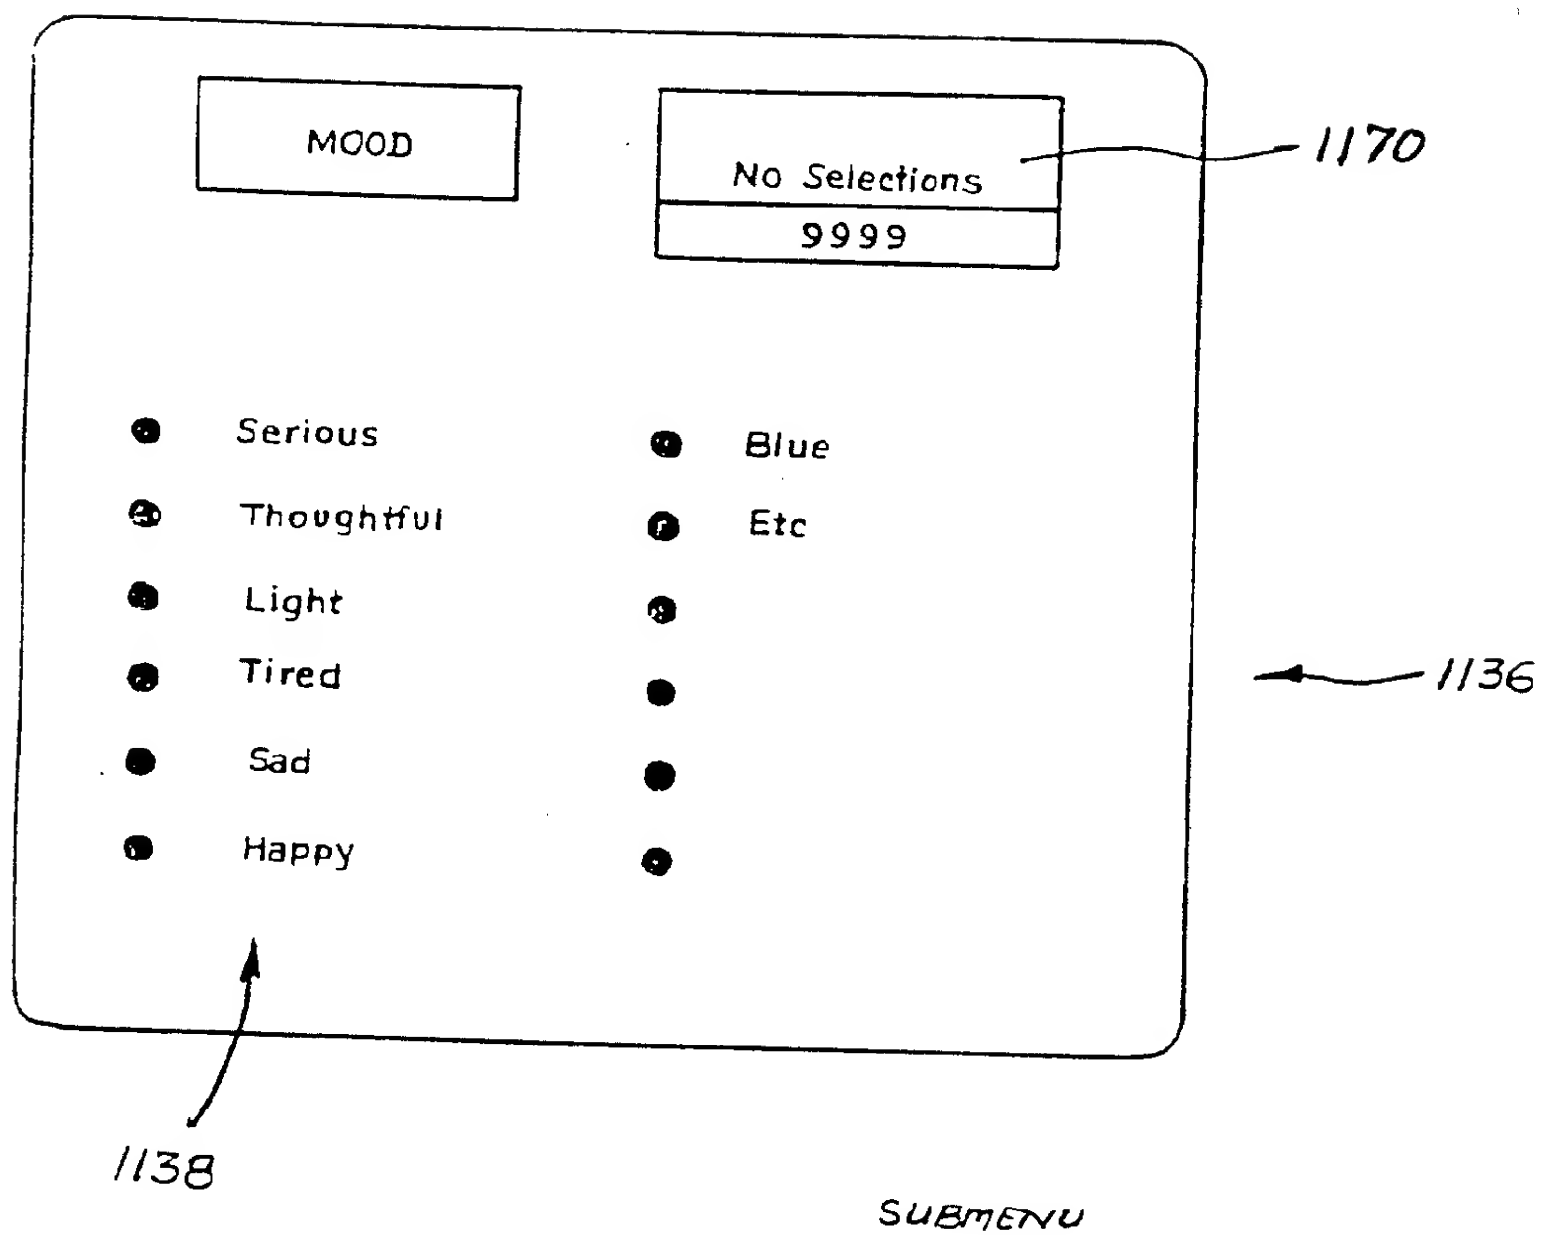 MOOD
No Selections
9999
1170
Serious
Thoughtful
Light
Tired
Sad
Happy
Blue
Etc
1136
1138
SUBMENU